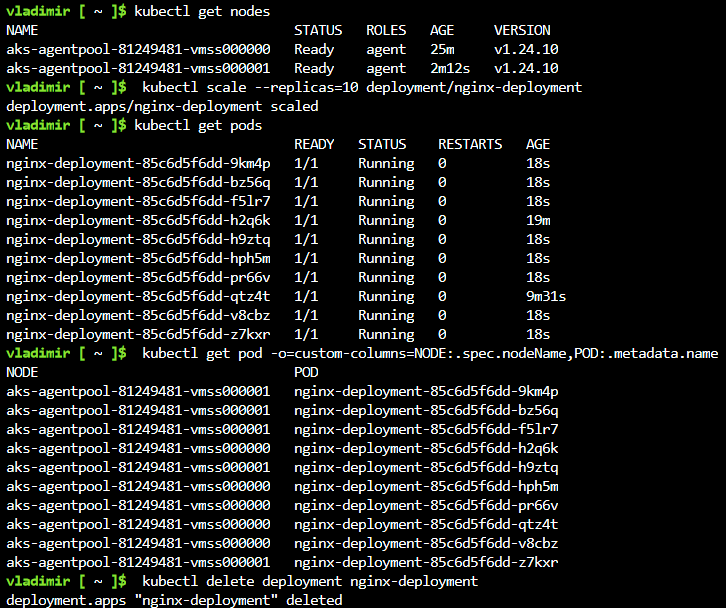 vladimir [ ~ ]$ kubectl get nodes
NAME STATUS ROLES AGE VERSION
aks-agentpool-81249481-vmss000000 Ready agent 25m v1.24.10
aks-agentpool-81249481-vmss000001 Ready agent 2m12s v1.24.10
vladimir [ ~ ]$ kubectl scale --replicas=10 deployment/nginx-deployment
deployment.apps/nginx-deployment scaled
vladimir [ ~ ]$ kubectl get pods
NAME READY STATUS RESTARTS AGE
nginx-deployment-85c6d5f6dd-9km4p 1/1 Running 0 18s
nginx-deployment-85c6d5f6dd-bz56q 1/1 Running 0 18s
nginx-deployment-85c6d5f6dd-f5lr7 1/1 Running 0 18s
nginx-deployment-85c6d5f6dd-h2q6k 1/1 Running 0 19m
nginx-deployment-85c6d5f6dd-h9ztq 1/1 Running 0 18s
nginx-deployment-85c6d5f6dd-hph5m 1/1 Running 0 18s
nginx-deployment-85c6d5f6dd-pr66v 1/1 Running 0 18s
nginx-deployment-85c6d5f6dd-qtz4t 1/1 Running 0 9m31s
nginx-deployment-85c6d5f6dd-v8cbz 1/1 Running 0 18s
nginx-deployment-85c6d5f6dd-z7kxr 1/1 Running 0 18s
vladimir [ ~ ]$ kubectl get pod -o=custom-columns=NODE:.spec.nodeName,POD:.metadata.name
NODE POD
aks-agentpool-81249481-vmss000001 nginx-deployment-85c6d5f6dd-9km4p
aks-agentpool-81249481-vmss000001 nginx-deployment-85c6d5f6dd-bz56q
aks-agentpool-81249481-vmss000001 nginx-deployment-85c6d5f6dd-f5lr7
aks-agentpool-81249481-vmss000000 nginx-deployment-85c6d5f6dd-h2q6k
aks-agentpool-81249481-vmss000001 nginx-deployment-85c6d5f6dd-h9ztq
aks-agentpool-81249481-vmss000000 nginx-deployment-85c6d5f6dd-hph5m
aks-agentpool-81249481-vmss000000 nginx-deployment-85c6d5f6dd-pr66v
aks-agentpool-81249481-vmss000000 nginx-deployment-85c6d5f6dd-qtz4t
aks-agentpool-81249481-vmss000000 nginx-deployment-85c6d5f6dd-v8cbz
aks-agentpool-81249481-vmss000001 nginx-deployment-85c6d5f6dd-z7kxr
vladimir [ ~ ]$ kubectl delete deployment nginx-deployment
deployment.apps "nginx-deployment" deleted